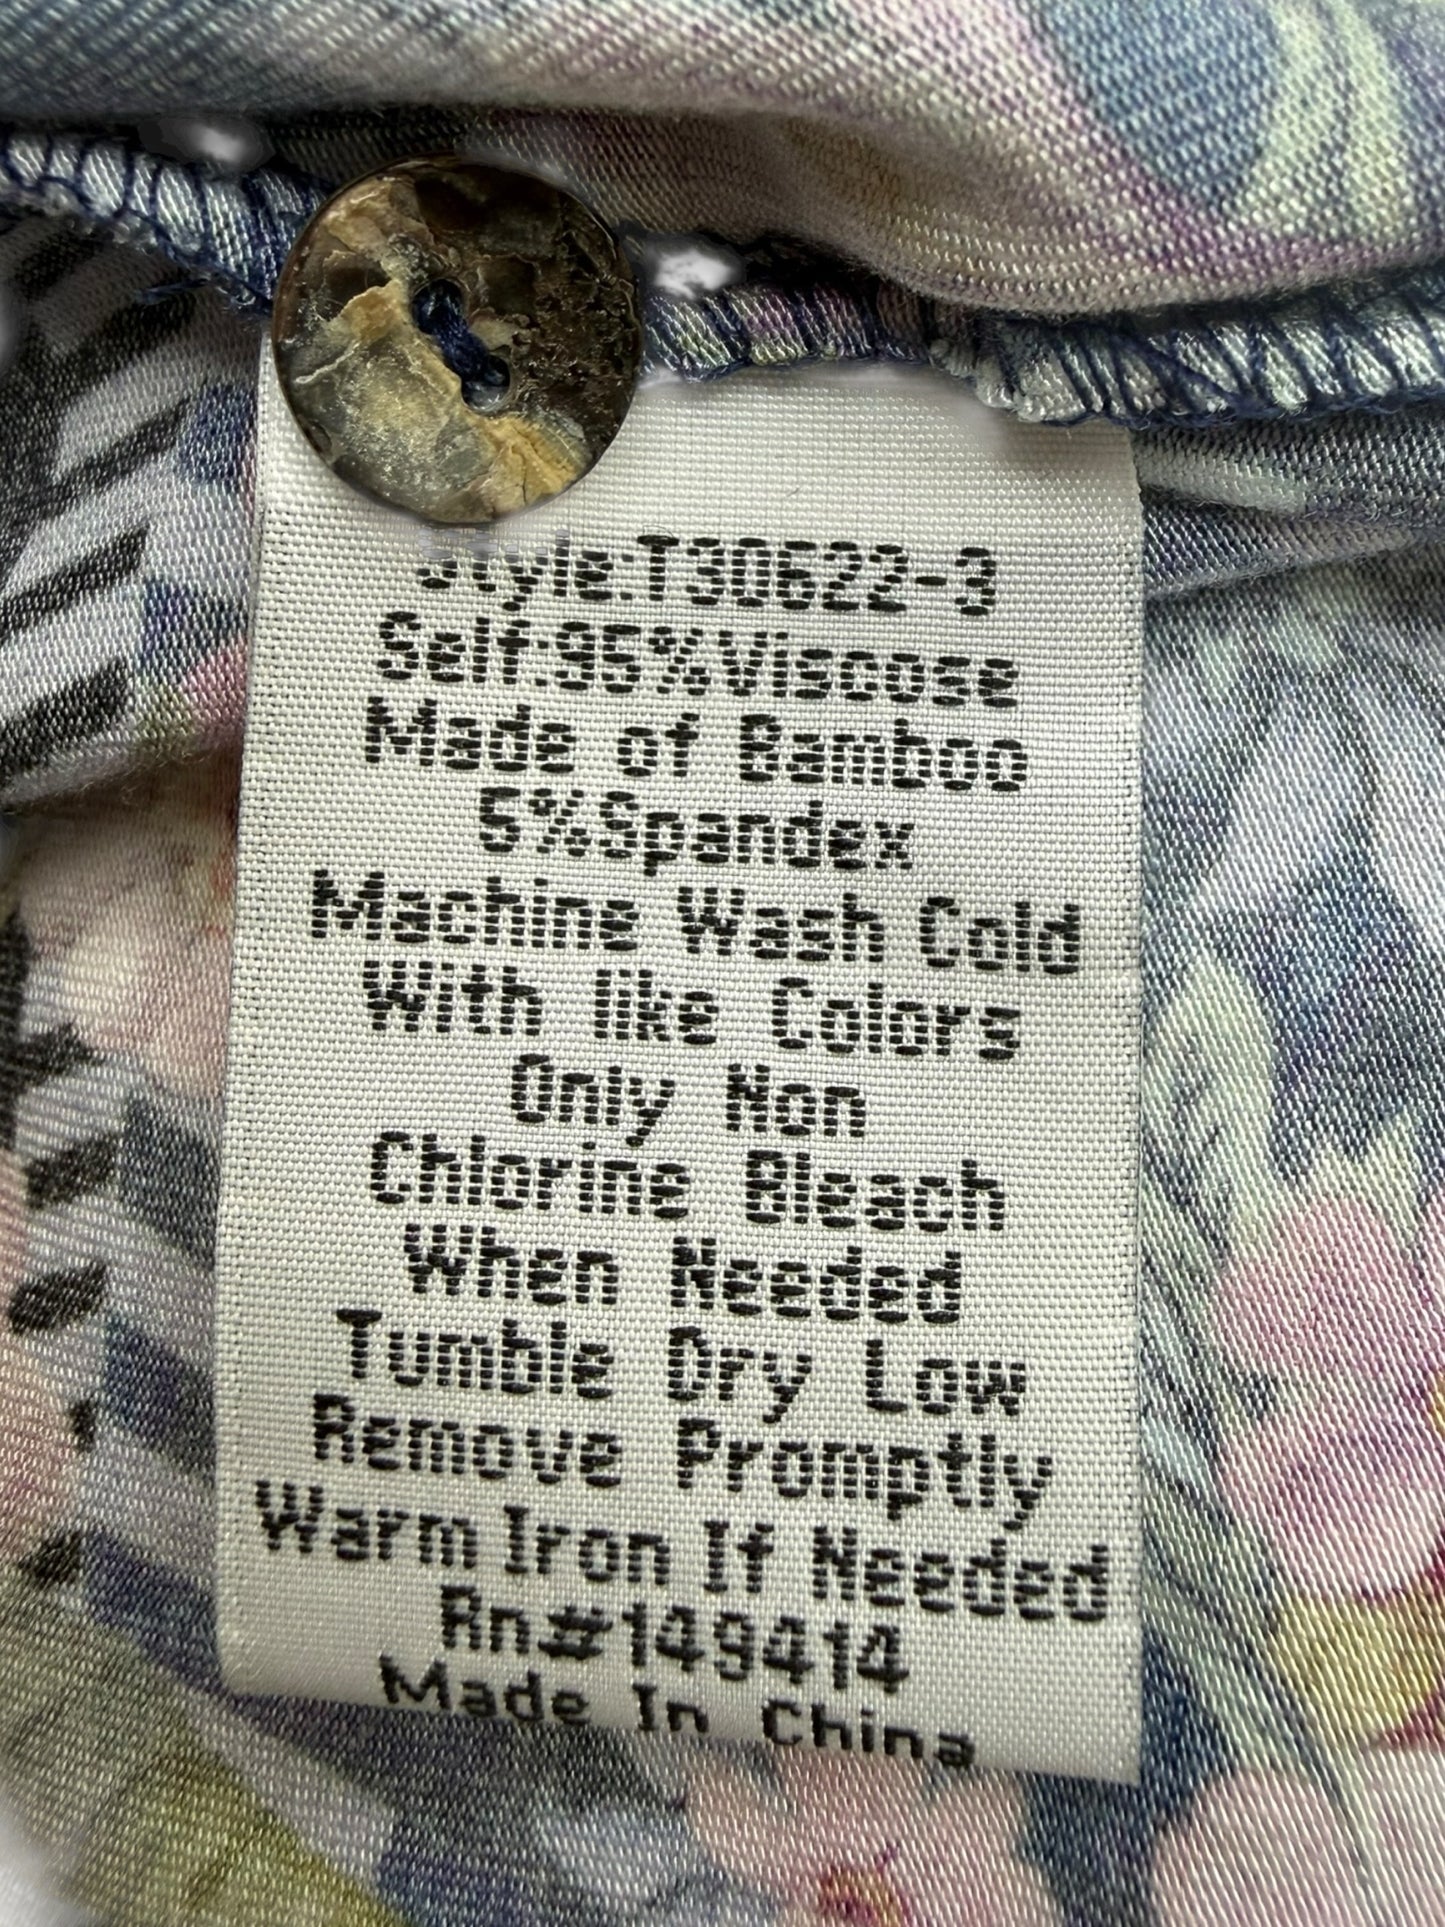 Style:T30622-3
Self:95%Viscose
Made of Bamboo
5%Spandex
Machine Wash Cold
With like Colors
Only Non
Chlorine Bleach
When Needed
Tumble Dry Low
Remove Promptly
Warm Iron If Needed
Rn#149414
Made In China